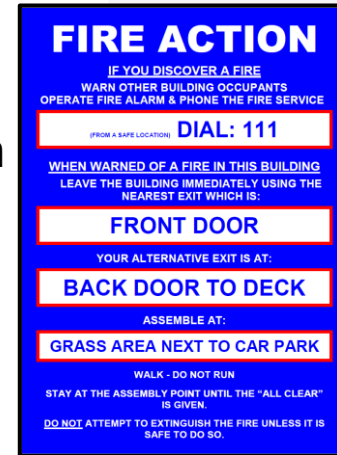 FIRE ACTION
IF YOU DISCOVER A FIRE
WARN OTHER BUILDING OCCUPANTS
OPERATE FIRE ALARM & PHONE THE FIRE SERVICE
(FROM A SAFE LOCATION) DIAL: 111
WHEN WARNED OF A FIRE IN THIS BUILDING
LEAVE THE BUILDING IMMEDIATELY USING THE
NEAREST EXIT WHICH IS:
FRONT DOOR
YOUR ALTERNATIVE EXIT IS AT:
BACK DOOR TO DECK
ASSEMBLE AT:
GRASS AREA NEXT TO CAR PARK
WALK - DO NOT RUN
STAY AT THE ASSEMBLY POINT UNTIL THE “ALL CLEAR”
IS GIVEN.
DO NOT ATTEMPT TO EXTINGUISH THE FIRE UNLESS IT IS
SAFE TO DO SO.